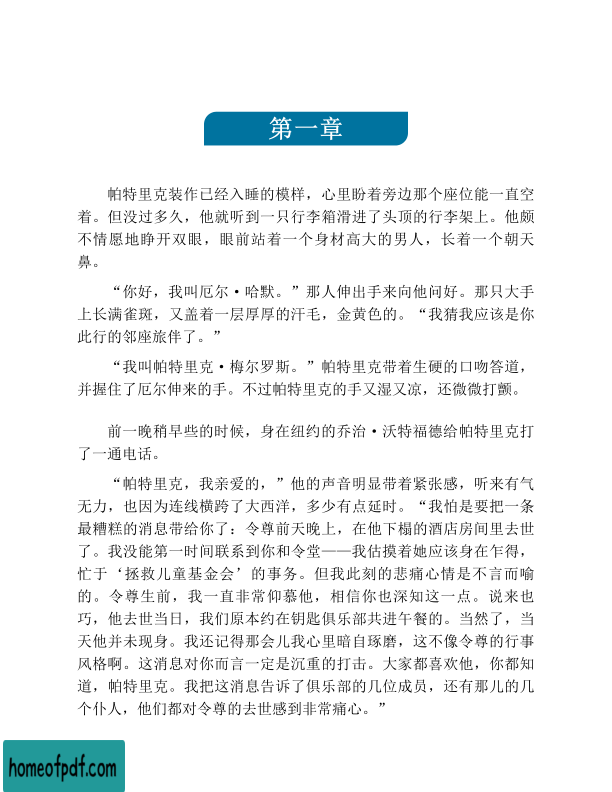 第一章
帕特里克装作已经入睡的模样，心里盼着旁边那个座位能一直空
着。但没过多久，他就听到一只行李箱滑进了头顶的行李架上。他颇
不情愿地睁开双眼，眼前站着一个身材高大的男人，长着一个朝天
鼻。
“你好，我叫厄尔·哈默。”那人伸出手来向他问好。那只大手
上长满雀斑，又盖着一层厚厚的汗毛，金黄色的。“我猜我应该是你
此行的邻座旅伴了。”
“我叫帕特里克·梅尔罗斯。”帕特里克带着生硬的口吻答道，
并握住了厄尔伸来的手。不过帕特里克的手又湿又凉，还微微打颤。
前一晚稍早些的时候，身在纽约的乔治·沃特福德给帕特里克打
了一通电话。
“帕特里克，我亲爱的，”他的声音明显带着紧张感，听来有气
无力，也因为连线横跨了大西洋，多少有点延时。“我怕是要把一条
最糟糕的消息带给你了：令尊前天晚上，在他下榻的酒店房间里去世
了。我没能第一时间联系到你和令堂——我估摸着她应该身在乍得，
忙于‘拯救儿童基金会’的事务。但我此刻的悲痛心情是不言而喻
的。令尊生前，我一直非常仰慕他，相信你也深知这一点。说来也
巧，他去世当日，我们原本约在钥匙俱乐部共进午餐的。当然了，当
天他并未现身。我还记得那会儿我心里暗自琢磨，这不像令尊的行事
风格啊。这消息对你而言一定是沉重的打击。大家都喜欢他，你都知
道，帕特里克。我把这消息告诉了俱乐部的几位成员，还有那儿的几
个仆人，他们都对令尊的去世感到非常痛心。”
homeofpdf.com